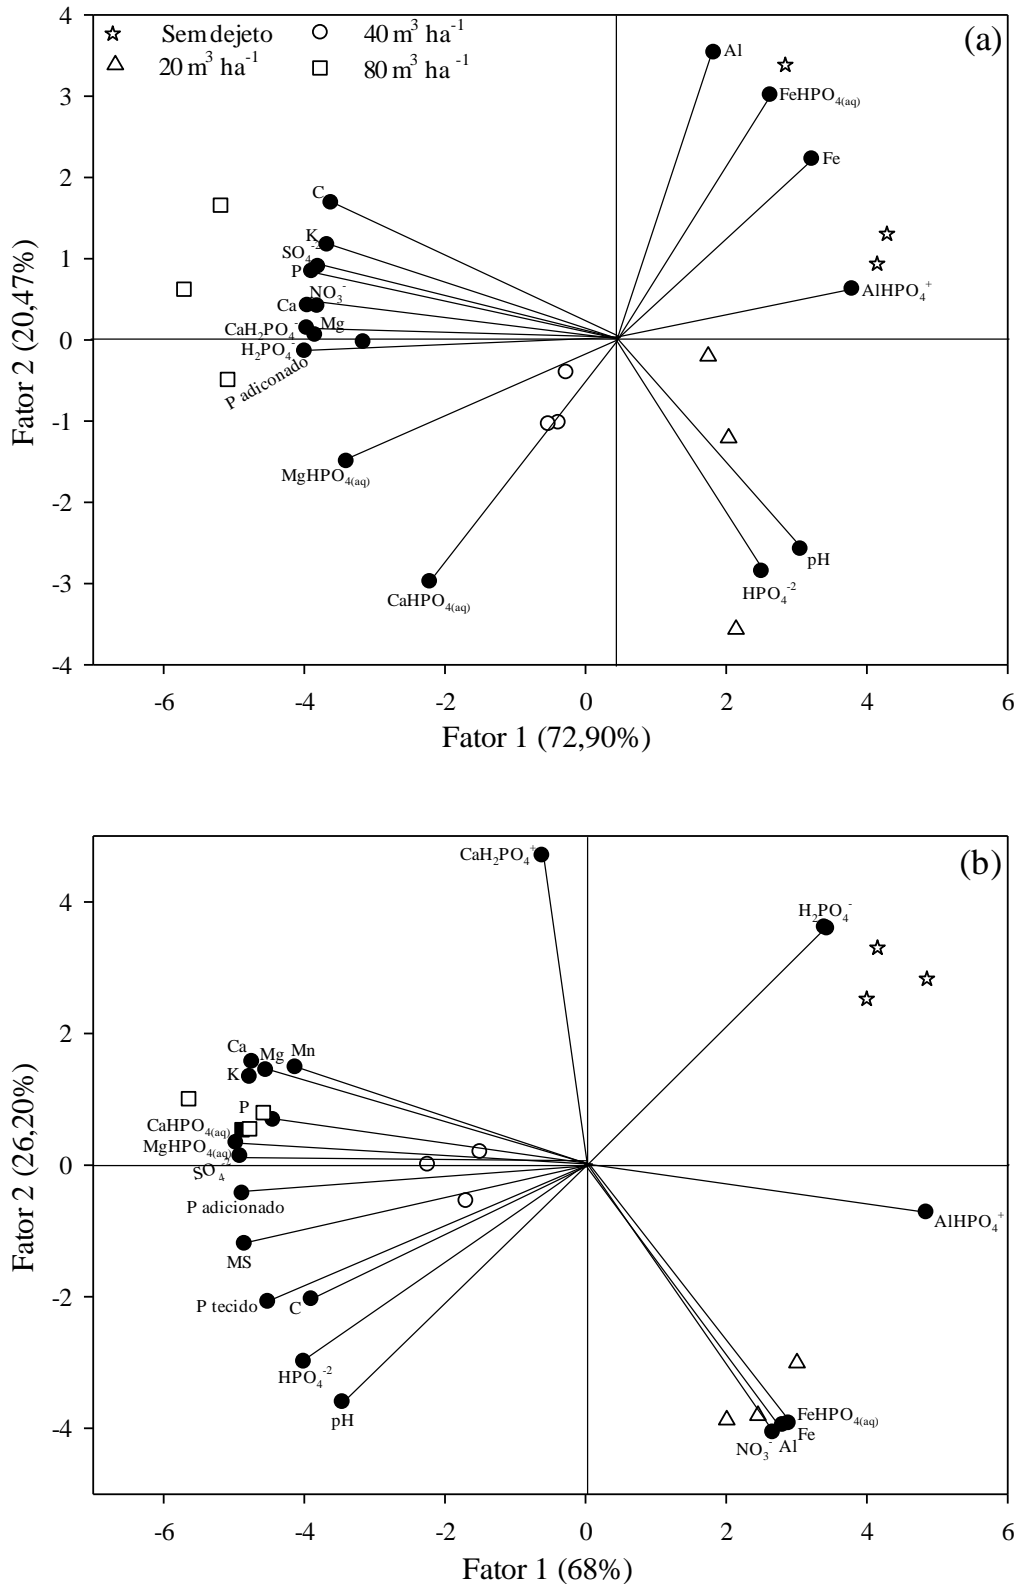 4
Sem dejeto
40 m³ ha⁻¹
(a)
20 m³ ha⁻¹
80 m³ ha⁻¹
Al
3
FeHPO₄(aq)
Fe
2
C
K
SO₄⁻²
1
P
AlHPO₄⁺
NO₃⁻
Ca
Mg
CaH₂PO₄⁻
0
H₂PO₄⁻
P adiconado
-1
MgHPO₄(aq)
-2
pH
-3
HPO₄⁻²
CaHPO₄(aq)
-4
Fator 2 (20,47%)
-6 -4 -2 0 2 4 6
Fator 1 (72,90%)
(b)
CaH₂PO₄⁺
4
H₂PO₄⁻
2
Ca
Mg
Mn
K
P
CaHPO₄(aq)
MgHPO₄(aq)
0
SO₄⁻²
P adicionado
AlHPO₄⁺
MS
-2
P tecido
C
HPO₄⁻²
pH
-4
FeHPO₄(aq)
Fe
NO₃⁻
Al
Fator 2 (26,20%)
-6 -4 -2 0 2 4 6
Fator 1 (68%)